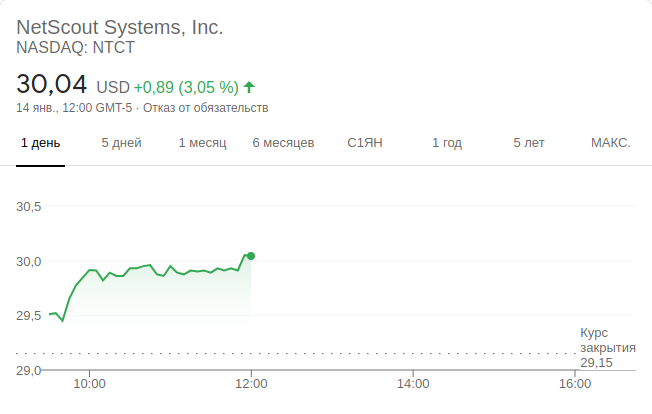 NetScout Systems, Inc.
NASDAQ: NTCT
30,04 USD +0,89 (3,05 %)
14 янв., 12:00 GMT-5 · Отказ от обязательств
1 день 5 дней 1 месяц 6 месяцев С1ЯН 1 год 5 лет МАКС.
30,5
30,0
29,5
Курс
закрытия
29,15
29,0
10:00 12:00 14:00 16:00